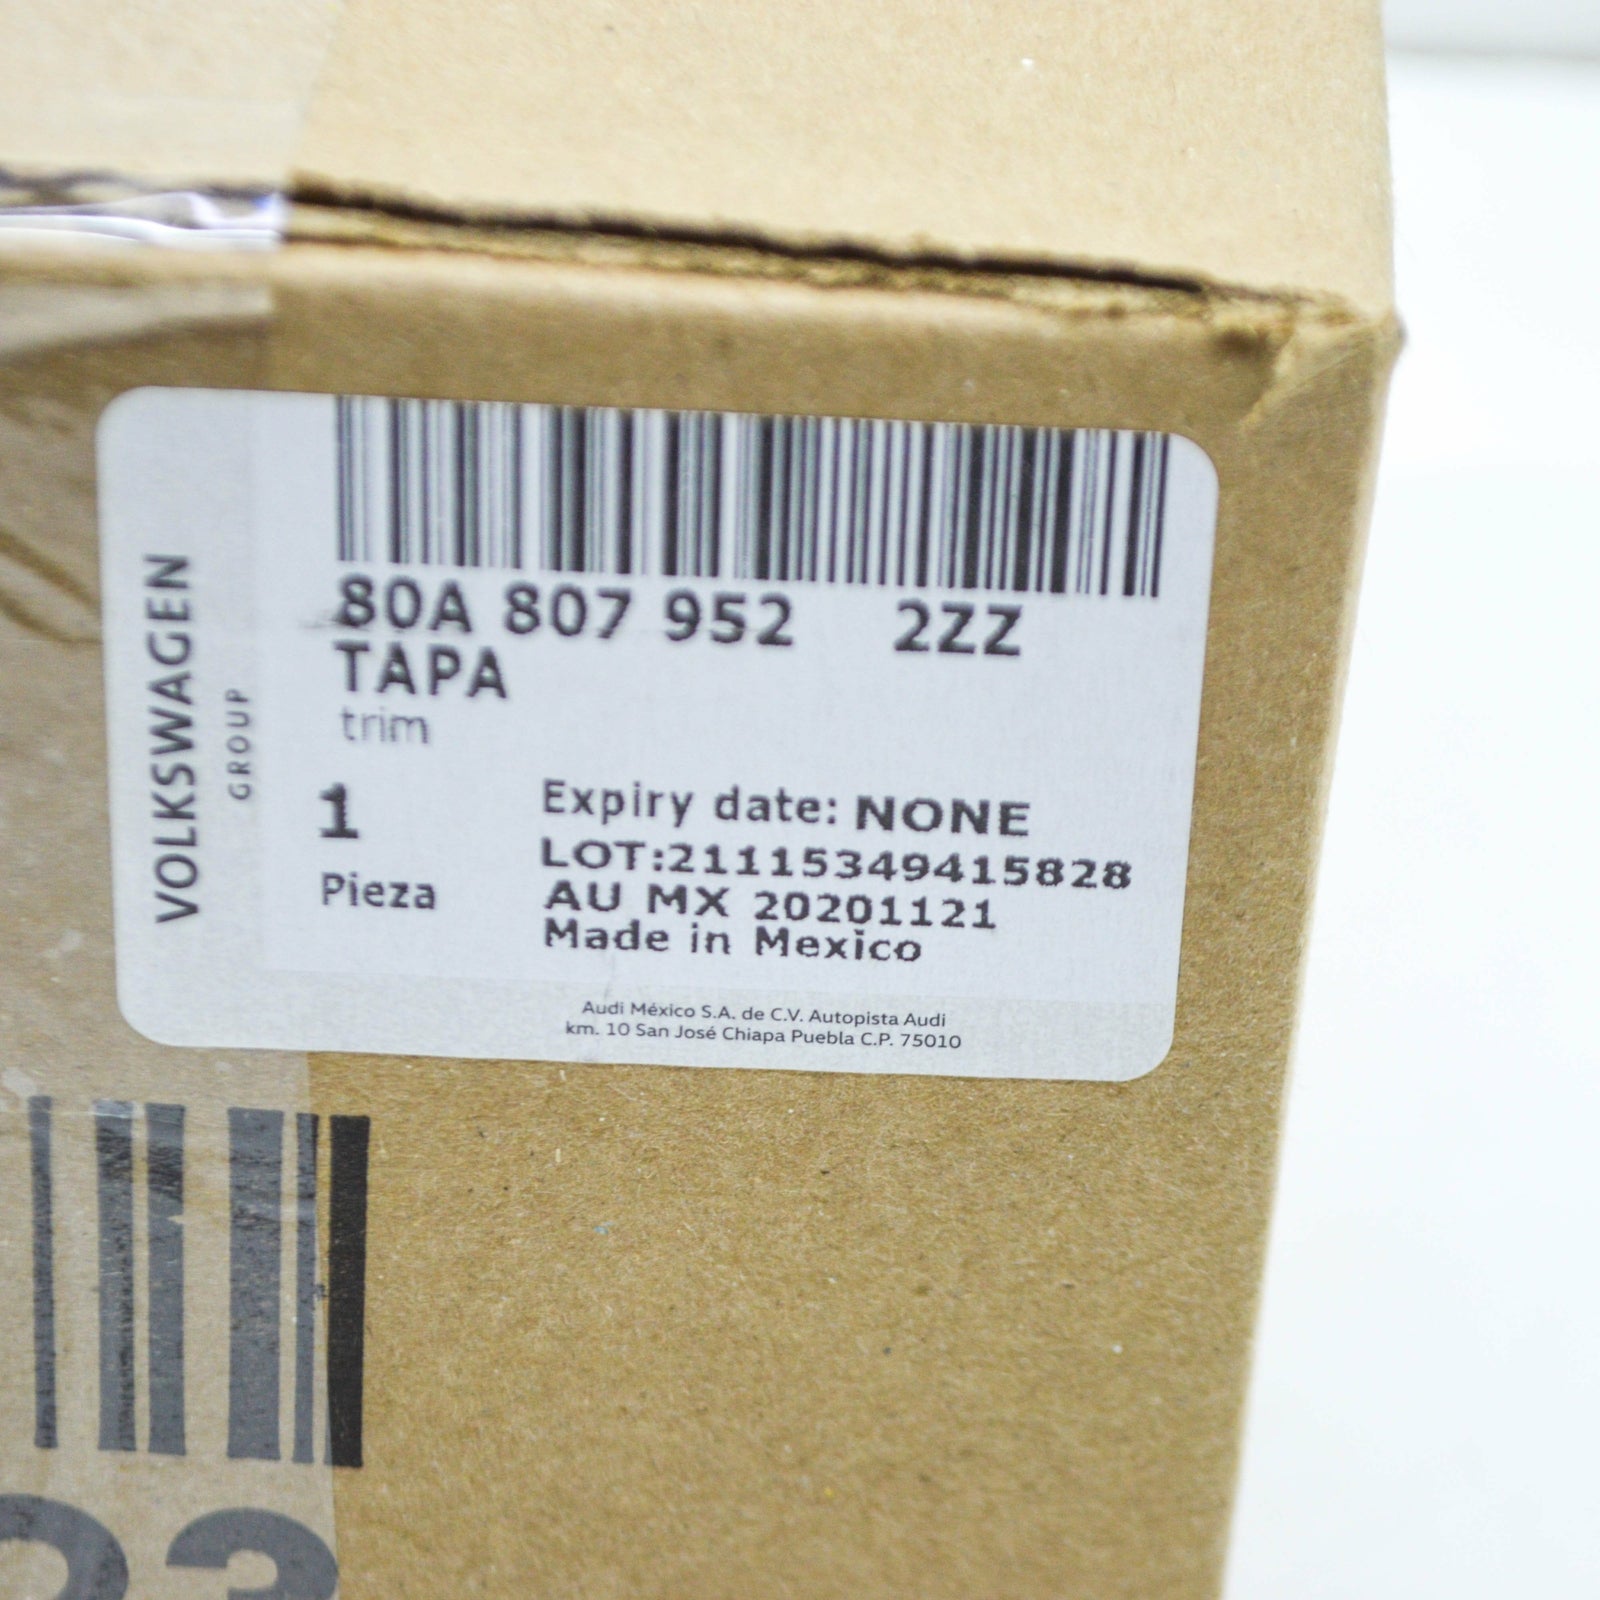 VOLKSWAGEN
GROUP
80A 807 952 2ZZ
TAPA
trim
1
Pieza
Expiry date: NONE
LOT:21115349415828
AU MX 20201121
Made in Mexico
Audi México S.A. de C.V. Autopista Audi
km. 10 San José Chiapa Puebla C.P. 75010